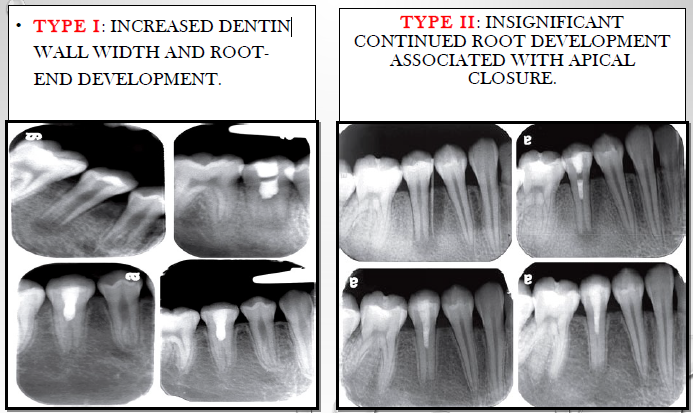 • TYPE I: INCREASED DENTIN
WALL WIDTH AND ROOT-
END DEVELOPMENT.
TYPE II: INSIGNIFICANT
CONTINUED ROOT DEVELOPMENT
ASSOCIATED WITH APICAL
CLOSURE.
a
a
a